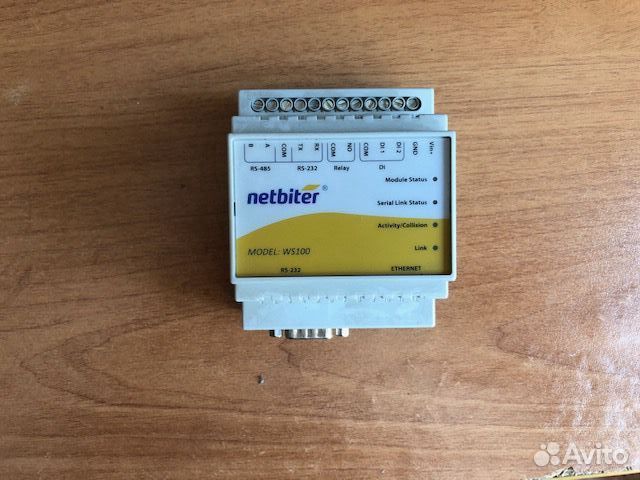 B A COM TX RX COM NO COM DI 1 DI 2 GND Vin+
RS-485 RS-232 Relay DI
Module Status
netbiter®
Serial Link Status
Activity/Collision
MODEL: WS100
Link
RS-232 ETHERNET
Avito